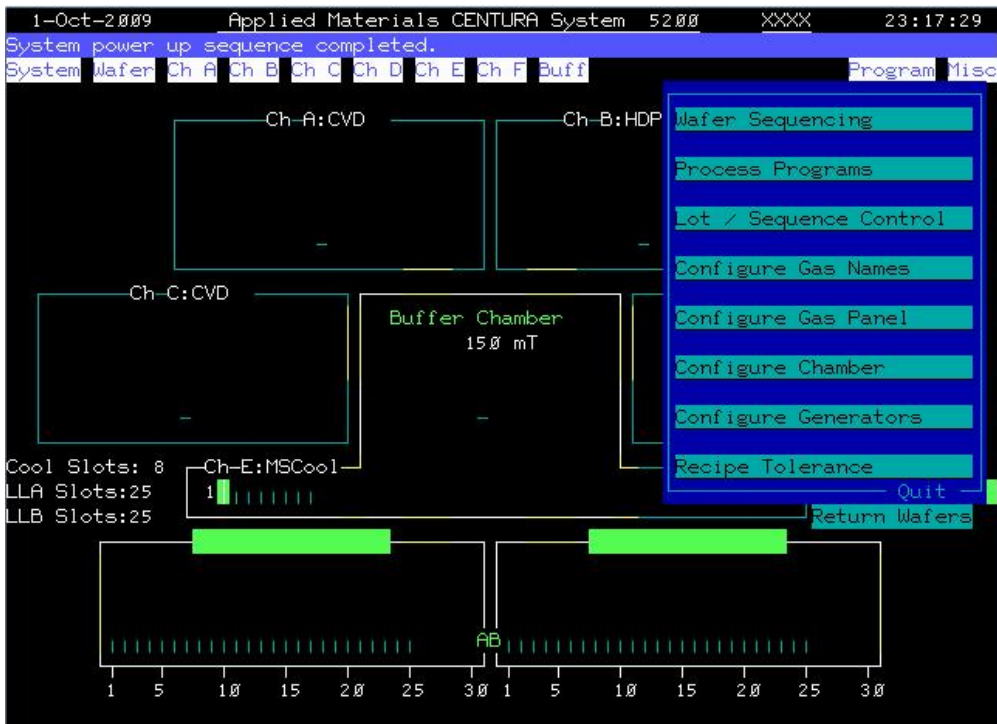 1-Oct-2009 Applied Materials CENTURA System 5200 XXXX 23:17:29
System power up sequence completed.
System Wafer Ch A Ch B Ch C Ch D Ch E Ch F Buff Program Misc
Ch-A:CVD Ch-B:HDP
Wafer Sequencing
Process Programs
Lot / Sequence Control
Configure Gas Names
Ch-C:CVD
Buffer Chamber
Configure Gas Panel
150 mT
Configure Chamber
Configure Generators
Cool Slots: 8 Ch-E:MSCool Recipe Tolerance
LLA Slots:25 1 Quit
LLB Slots:25 Return Wafers
AB
1 5 10 15 20 25 30 1 5 10 15 20 25 30